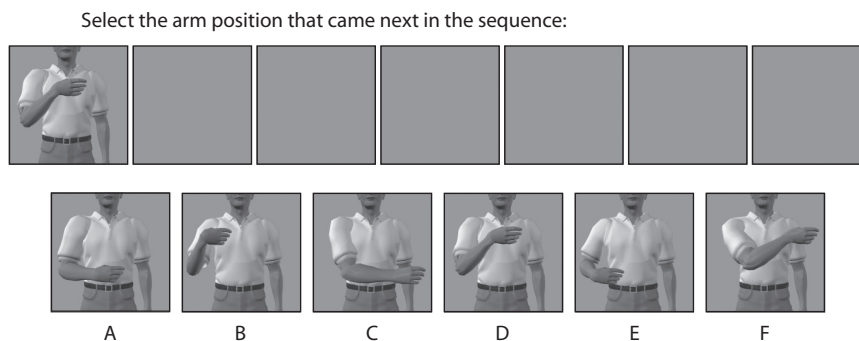 Select the arm position that came next in the sequence:
A B C D E F